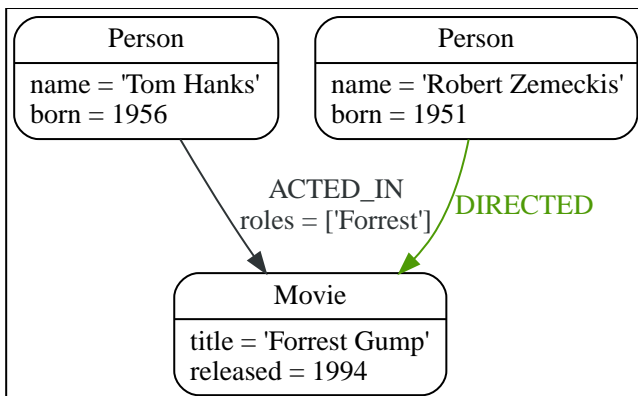 Person
name = 'Tom Hanks'
born = 1956
Person
name = 'Robert Zemeckis'
born = 1951
ACTED_IN
roles = ['Forrest']
DIRECTED
Movie
title = 'Forrest Gump'
released = 1994